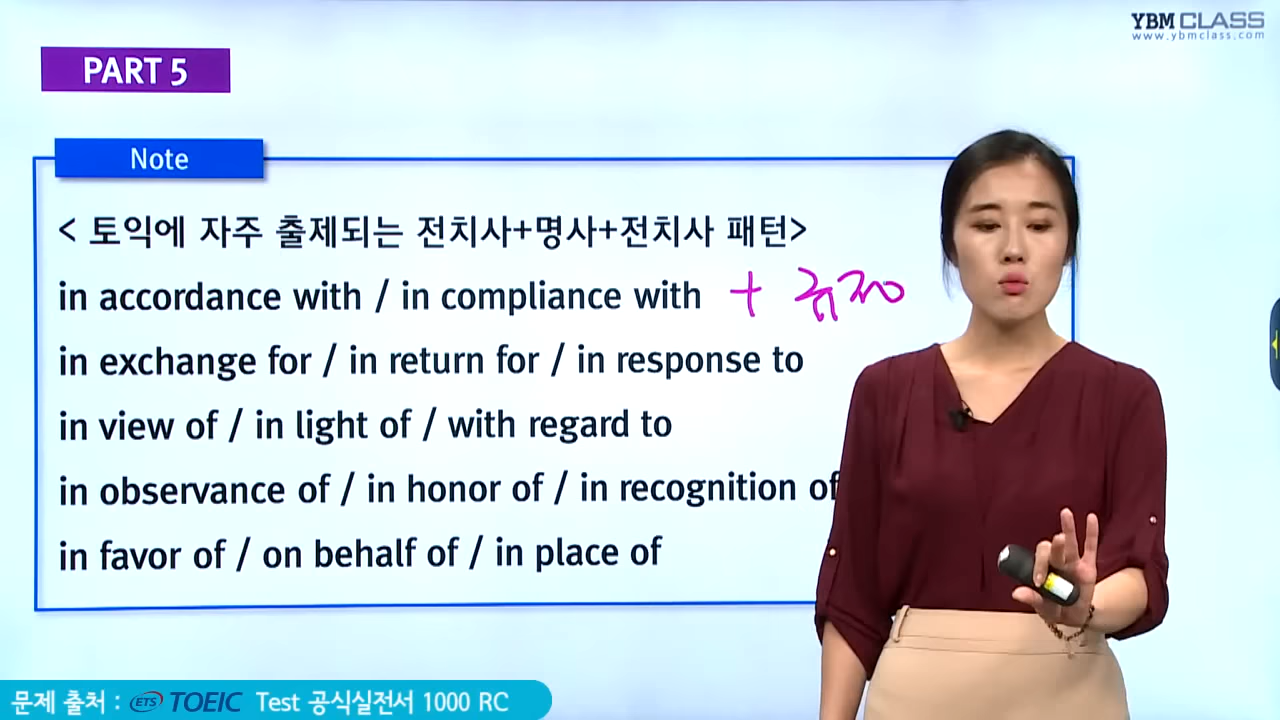 YBM CLASS
www.ybmclass.com
PART 5
Note
< 토익에 자주 출제되는 전치사+명사+전치사 패턴>
in accordance with / in compliance with + 규정
in exchange for / in return for / in response to
in view of / in light of / with regard to
in observance of / in honor of / in recognition of
in favor of / on behalf of / in place of
문제 출처 : ETS TOEIC Test 공식실전서 1000 RC